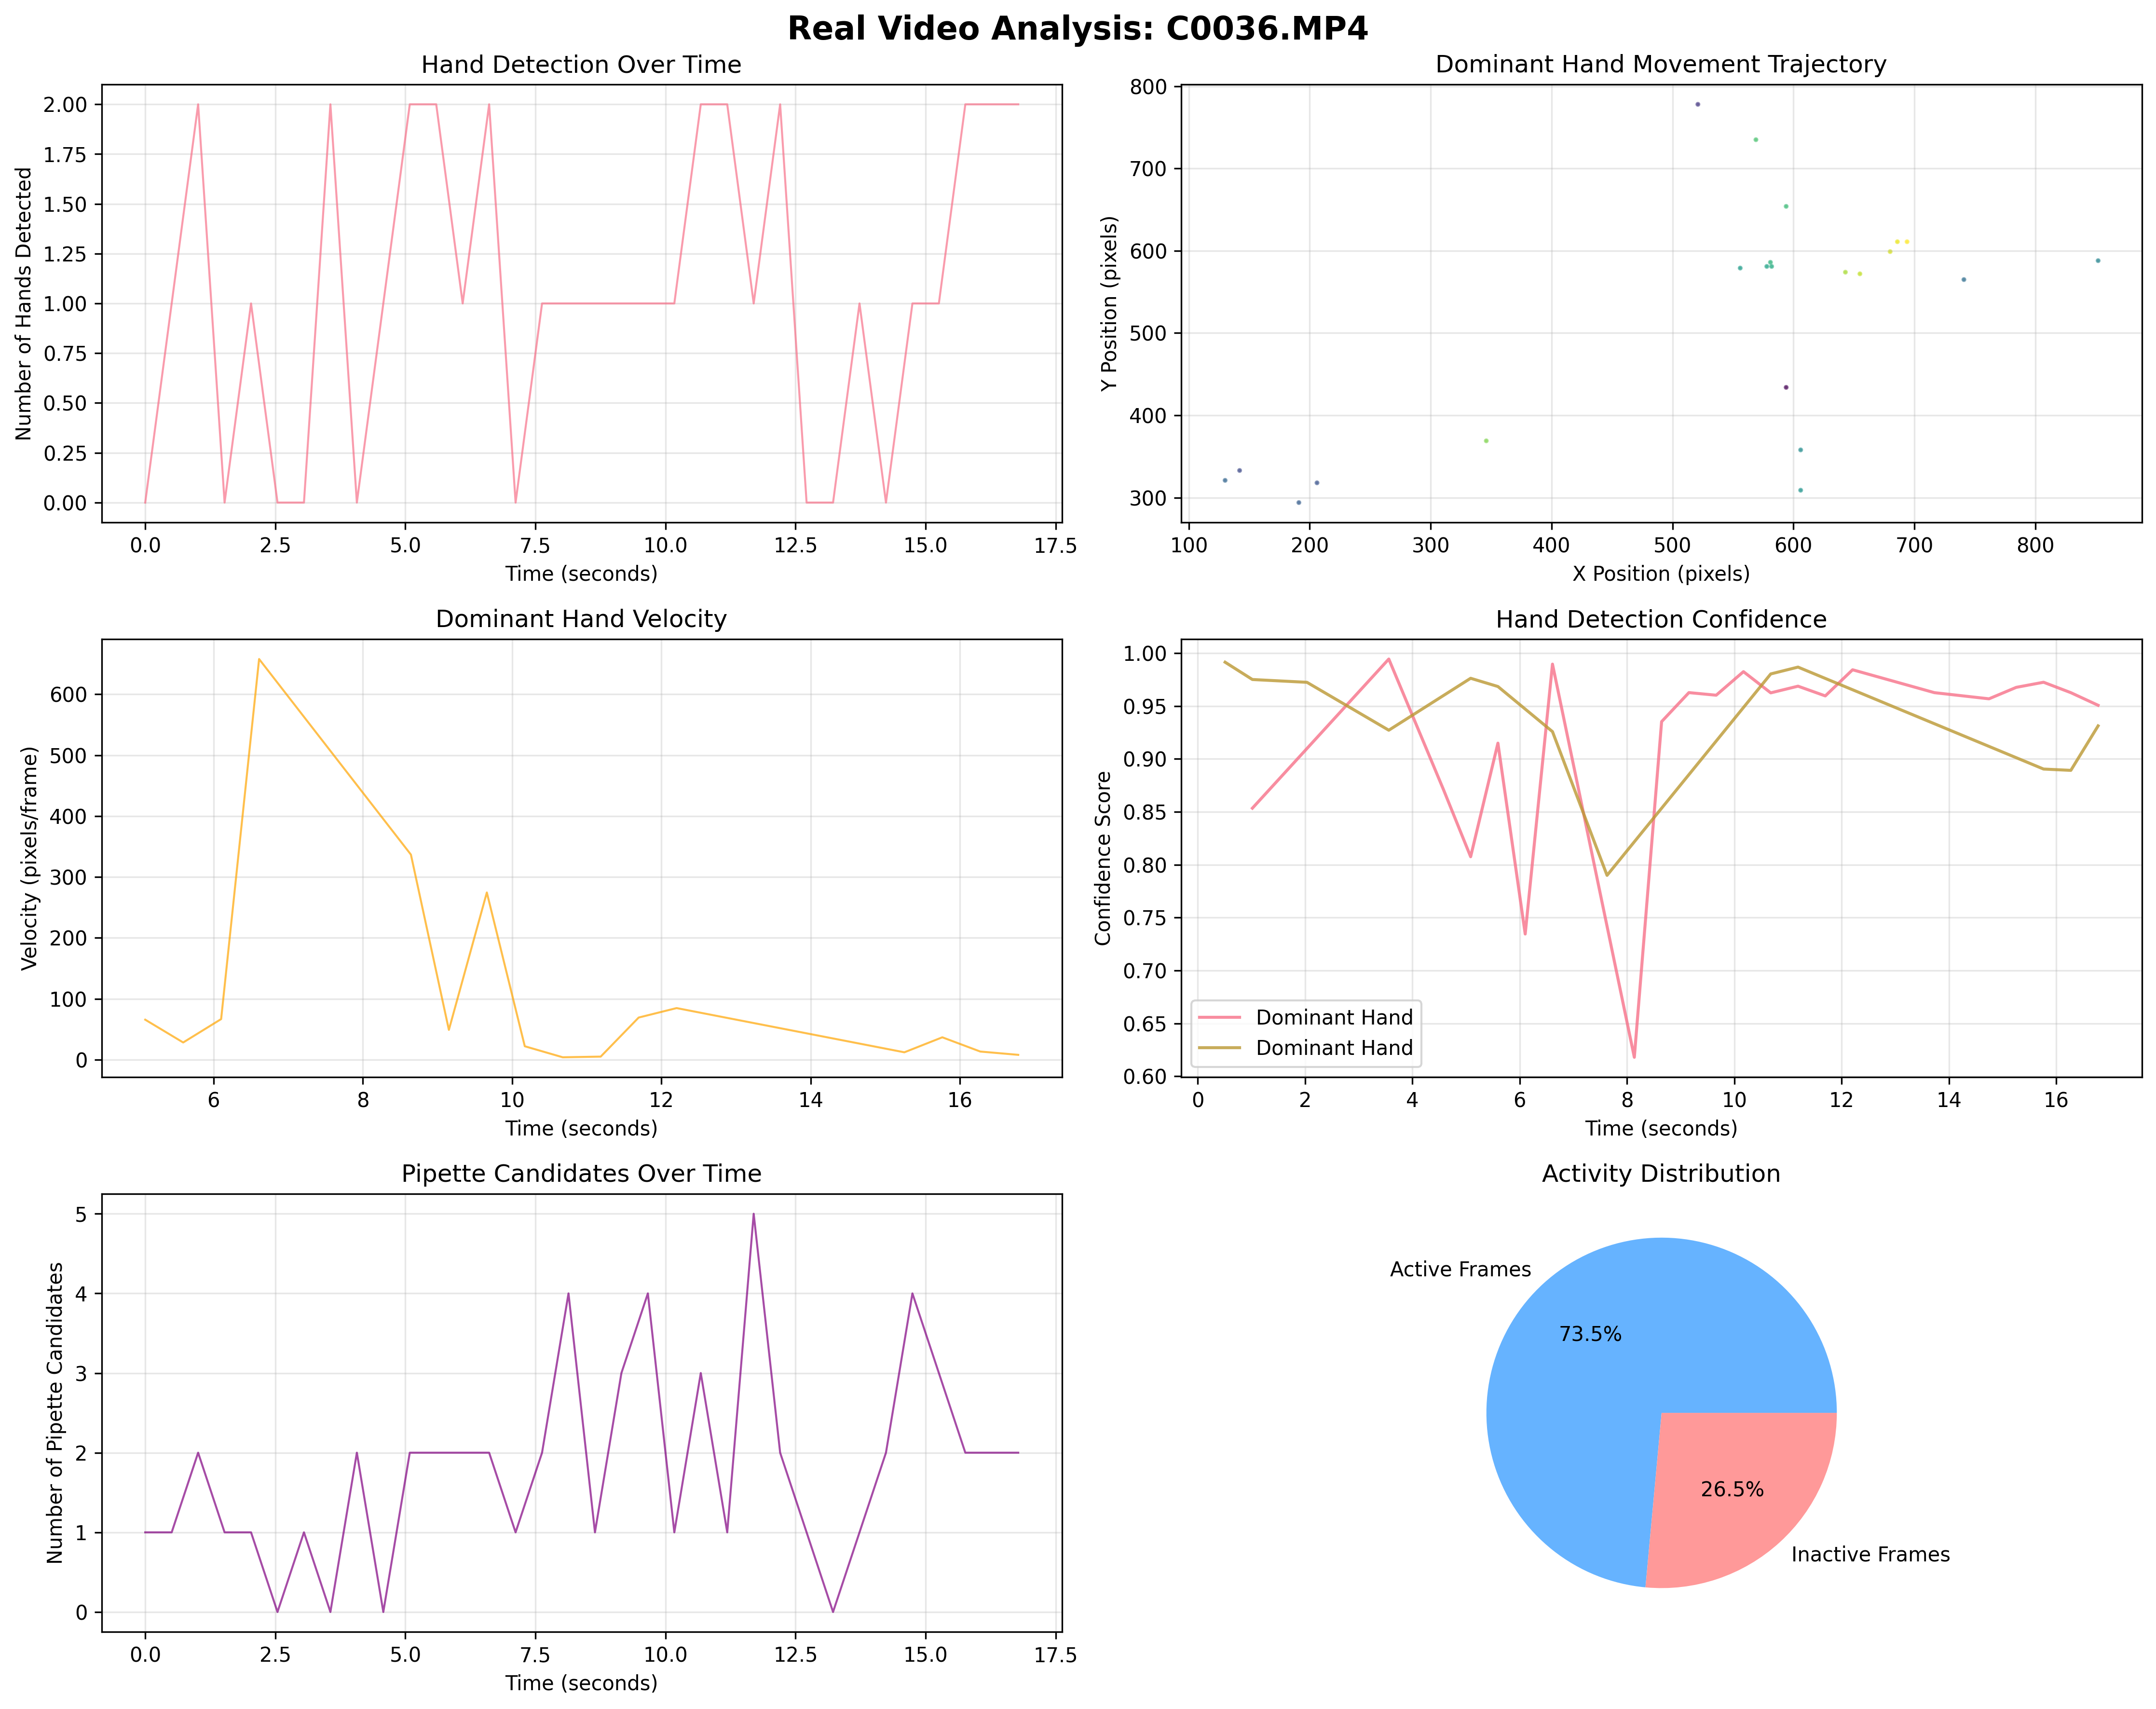 Real Video Analysis: C0036.MP4
Hand Detection Over Time
Number of Hands Detected
2.00
1.75
1.50
1.25
1.00
0.75
0.50
0.25
0.00
0.0 2.5 5.0 7.5 10.0 12.5 15.0 17.5
Time (seconds)
Dominant Hand Movement Trajectory
Y Position (pixels)
800
700
600
500
400
300
100 200 300 400 500 600 700 800
X Position (pixels)
Dominant Hand Velocity
Velocity (pixels/frame)
600
500
400
300
200
100
0
6 8 10 12 14 16
Time (seconds)
Hand Detection Confidence
Confidence Score
1.00
0.95
0.90
0.85
0.80
0.75
0.70
0.65
0.60
Dominant Hand
Dominant Hand
0 2 4 6 8 10 12 14 16
Time (seconds)
Pipette Candidates Over Time
Number of Pipette Candidates
5
4
3
2
1
0
0.0 2.5 5.0 7.5 10.0 12.5 15.0 17.5
Time (seconds)
Activity Distribution
Active Frames
73.5%
26.5%
Inactive Frames